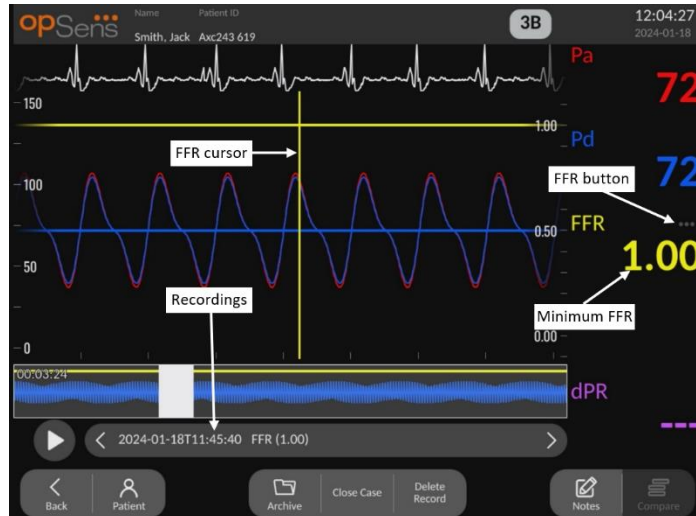 opSens
Name Patient ID
Smith, Jack Axc243 619
3B
12:04:27
2024-01-18
Pa
72
150
1.00
Pd
72
FFR cursor
100
FFR button
...
0.50
FFR
1.00
50
Recordings
Minimum FFR
0.00
0
00:03:24
dPR
---
2024-01-18T11:45:40 FFR (1.00)
Back
Patient
Archive
Close Case
Delete
Record
Notes
Compare